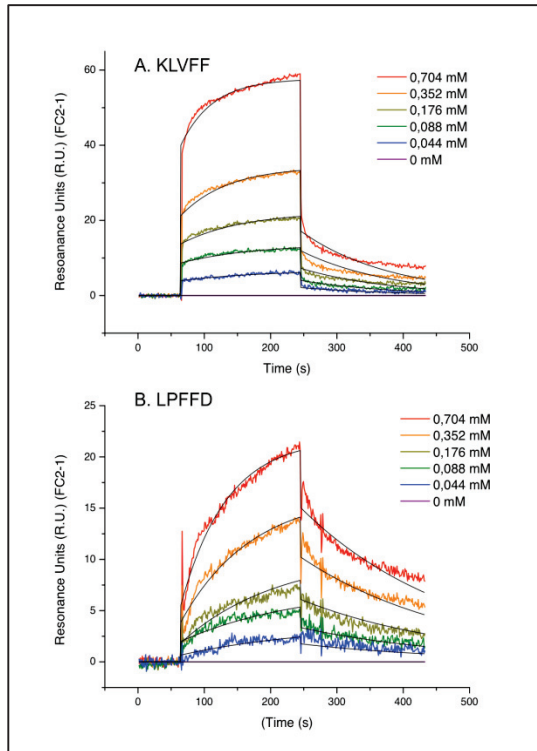 A. KLVFF
0,704 mM
0,352 mM
0,176 mM
0,088 mM
0,044 mM
0 mM
60
40
20
0
Resoanance Units (R.U.) (FC2-1)
0
100
200
300
400
500
Time (s)
B. LPFFD
0,704 mM
0,352 mM
0,176 mM
0,088 mM
0,044 mM
0 mM
25
20
15
10
5
0
Resonance Units (R.U.) (FC2-1)
0
100
200
300
400
500
(Time (s)